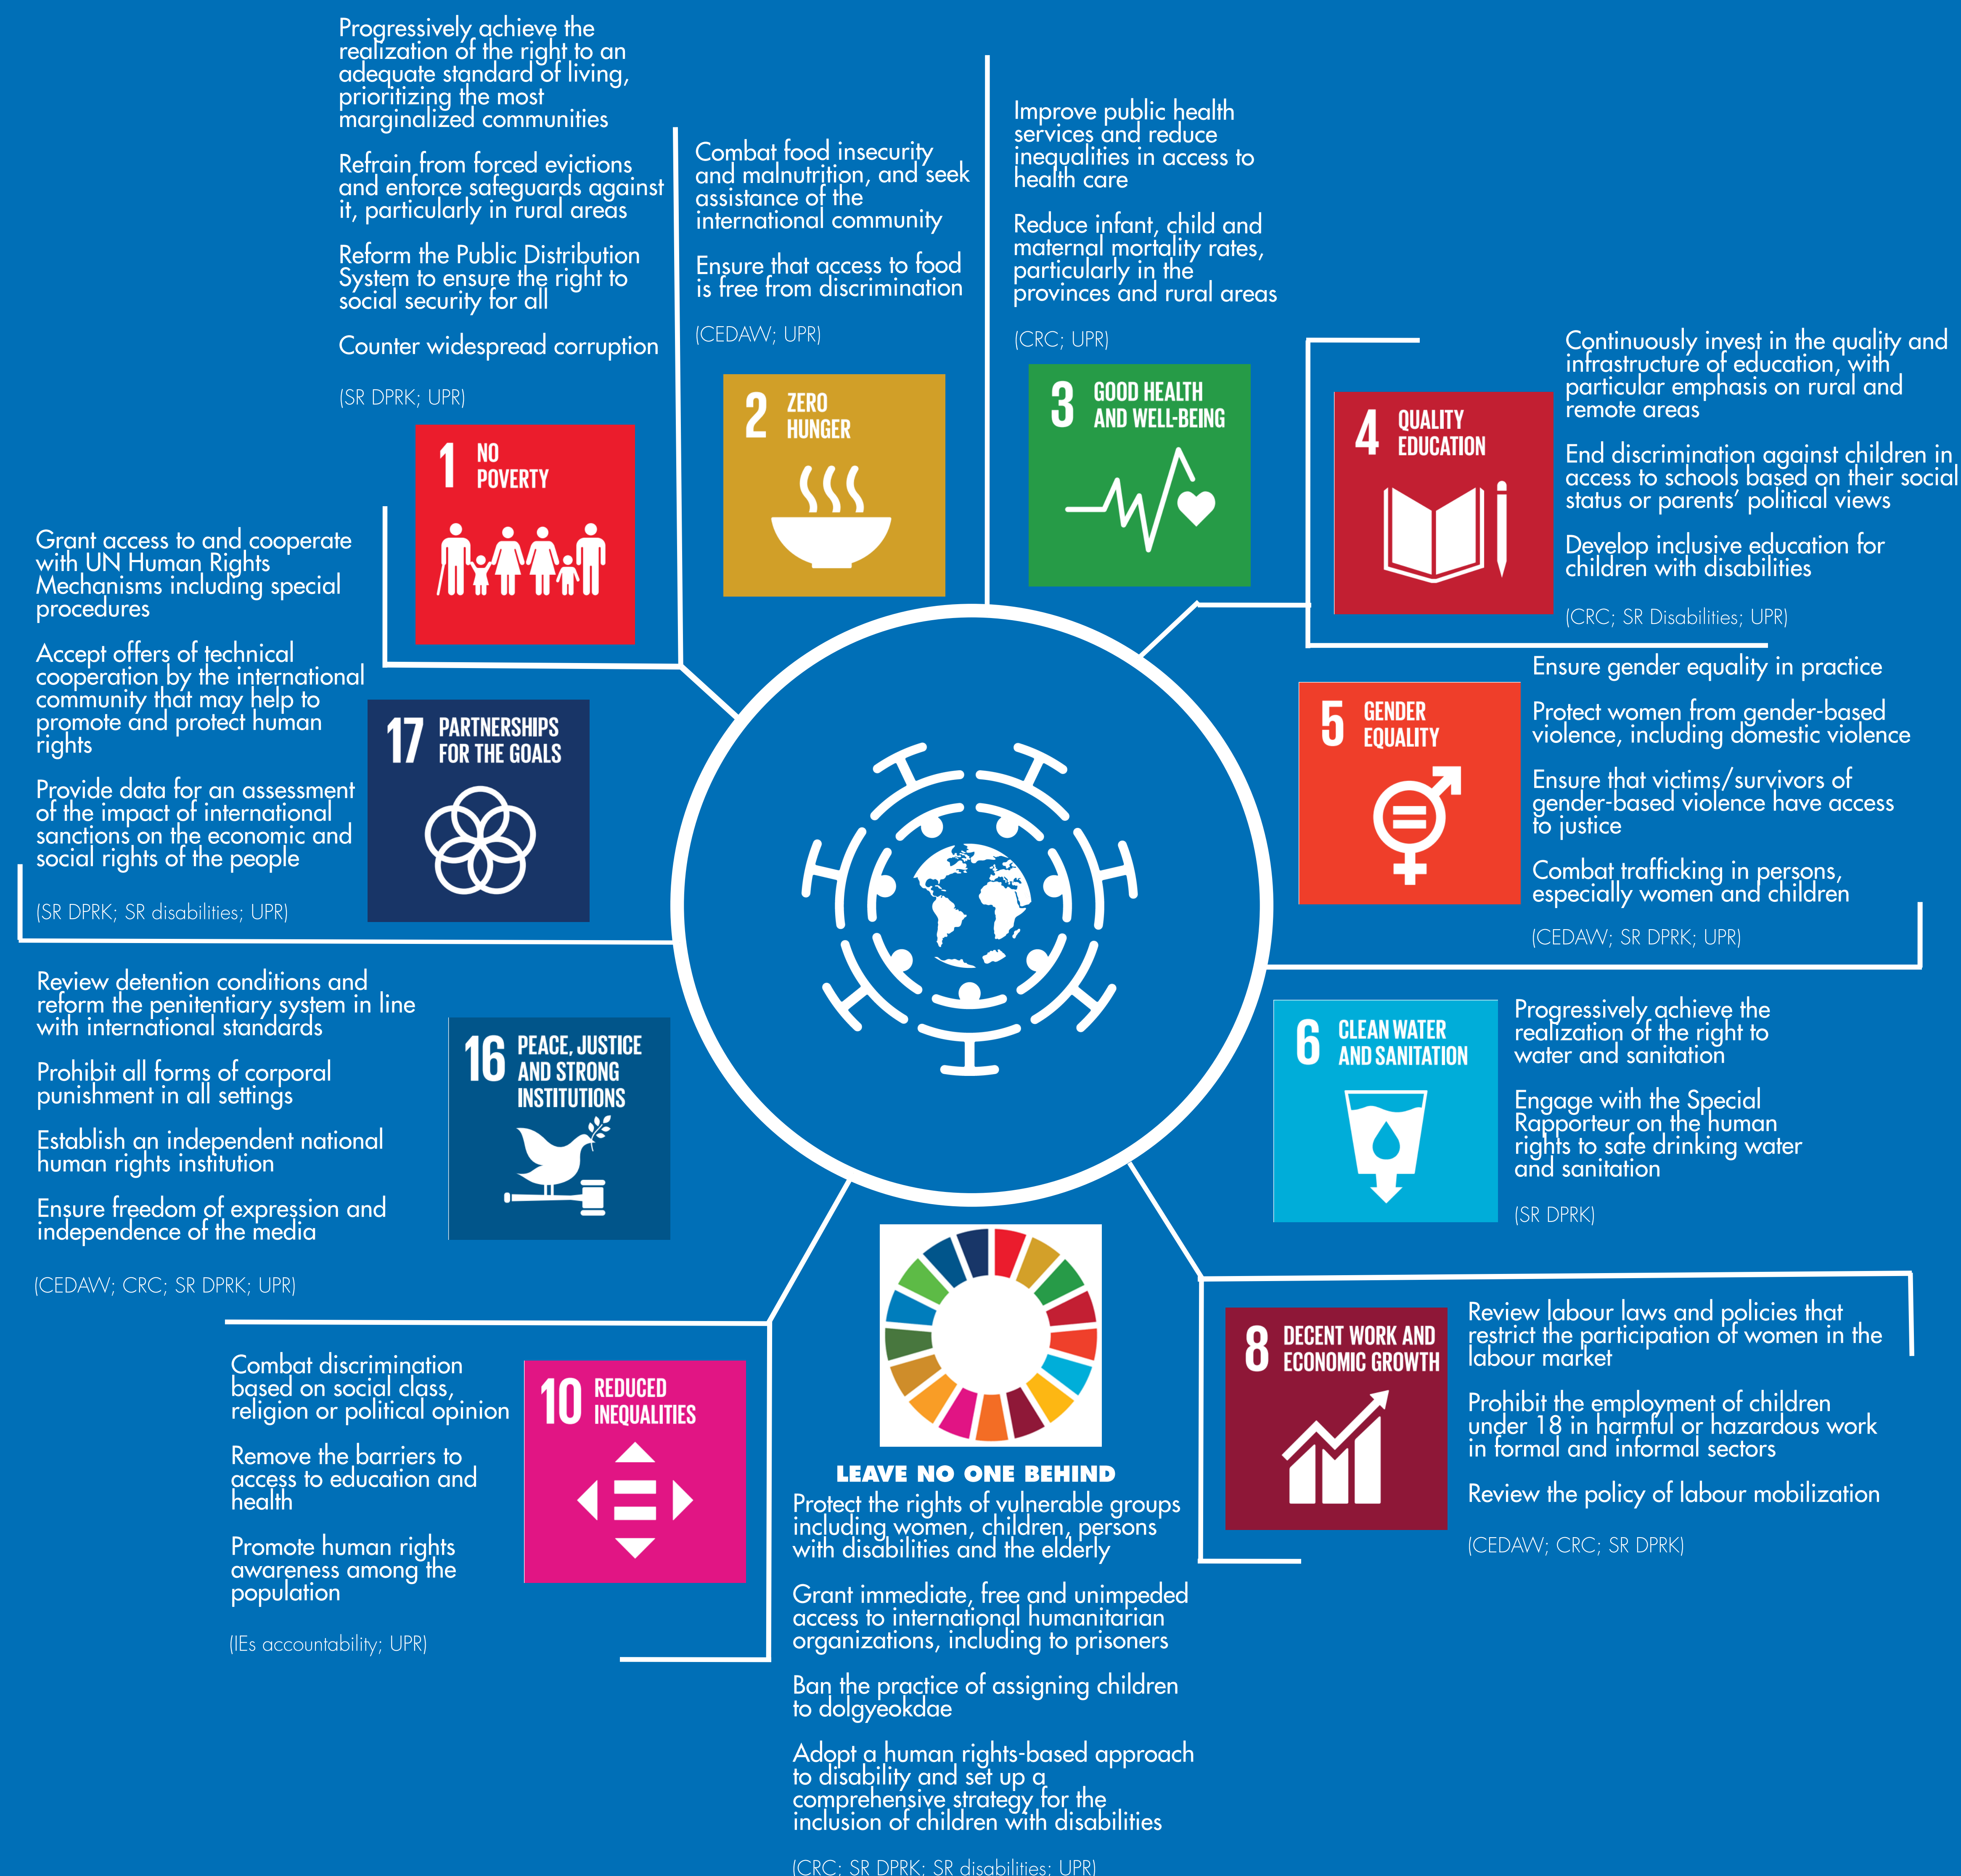 Progressively achieve the
realization of the right to an
adequate standard of living,
prioritizing the most
marginalized communities
Refrain from forced evictions
and enforce safeguards against
it, particularly in rural areas
Reform the Public Distribution
System to ensure the right to
social security for all
Counter widespread corruption
(SR DPRK; UPR)
1 NO
POVERTY
Combat food insecurity
and malnutrition, and seek
assistance of the
international community
Ensure that access to food
is free from discrimination
(CEDAW; UPR)
2 ZERO
HUNGER
Improve public health
services and reduce
inequalities in access to
health care
Reduce infant, child and
maternal mortality rates,
particularly in the
provinces and rural areas
(CRC; UPR)
3 GOOD HEALTH
AND WELL-BEING
4 QUALITY
EDUCATION
Continuously invest in the quality and
infrastructure of education, with
particular emphasis on rural and
remote areas
End discrimination against children in
access to schools based on their social
status or parents' political views
Develop inclusive education for
children with disabilities
(CRC; SR Disabilities; UPR)
5 GENDER
EQUALITY
Ensure gender equality in practice
Protect women from gender-based
violence, including domestic violence
Ensure that victims/survivors of
gender-based violence have access
to justice
Combat trafficking in persons,
especially women and children
(CEDAW; SR DPRK; UPR)
6 CLEAN WATER
AND SANITATION
Progressively achieve the
realization of the right to
water and sanitation
Engage with the Special
Rapporteur on the human
rights to safe drinking water
and sanitation
(SR DPRK)
8 DECENT WORK AND
ECONOMIC GROWTH
Review labour laws and policies that
restrict the participation of women in the
labour market
Prohibit the employment of children
under 18 in harmful or hazardous work
in formal and informal sectors
Review the policy of labour mobilization
(CEDAW; CRC; SR DPRK)
LEAVE NO ONE BEHIND
Protect the rights of vulnerable groups
including women, children, persons
with disabilities and the elderly
Grant immediate, free and unimpeded
access to international humanitarian
organizations, including to prisoners
Ban the practice of assigning children
to dolgyeokdae
Adopt a human rights-based approach
to disability and set up a
comprehensive strategy for the
inclusion of children with disabilities
(CRC; SR DPRK; SR disabilities; UPR)
Combat discrimination
based on social class,
religion or political opinion
Remove the barriers to
access to education and
health
Promote human rights
awareness among the
population
(IEs accountability; UPR)
10 REDUCED
INEQUALITIES
Review detention conditions and
reform the penitentiary system in line
with international standards
Prohibit all forms of corporal
punishment in all settings
Establish an independent national
human rights institution
Ensure freedom of expression and
independence of the media
(CEDAW; CRC; SR DPRK; UPR)
16 PEACE, JUSTICE
AND STRONG
INSTITUTIONS
Grant access to and cooperate
with UN Human Rights
Mechanisms including special
procedures
Accept offers of technical
cooperation by the international
community that may help to
promote and protect human
rights
Provide data for an assessment
of the impact of international
sanctions on the economic and
social rights of the people
(SR DPRK; SR disabilities; UPR)
17 PARTNERSHIPS
FOR THE GOALS